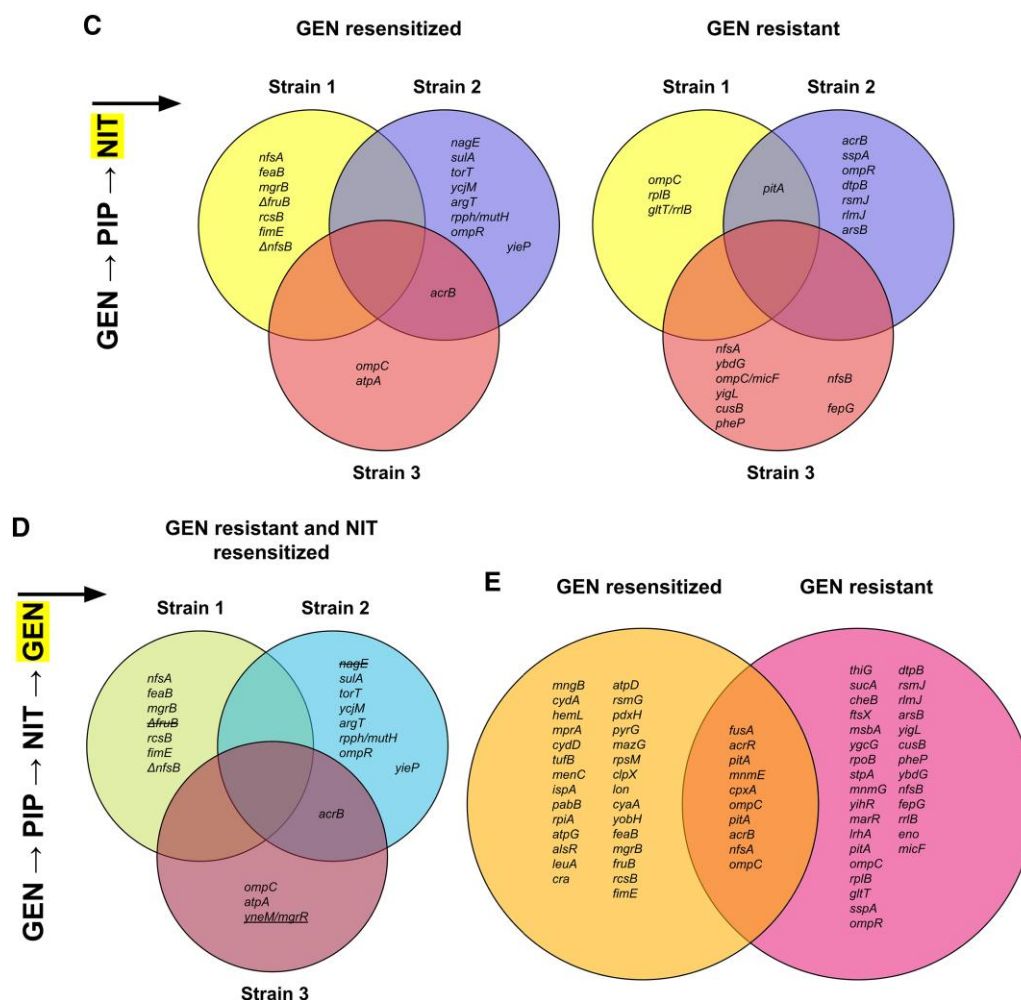 C
GEN resensitized
GEN resistant
Strain 1
Strain 2
Strain 1
Strain 2
GEN → PIP → NIT
nfsA
feaB
mgrB
ΔfruB
rcsB
fimE
ΔnfsB
nagE
sulA
torT
ycjM
argT
rpph/mutH
ompR
yieP
acrB
ompC
atpA
Strain 3
ompC
rplB
gltT/rrlB
pitA
acrB
sspA
ompR
dtpB
rsmJ
rlmJ
arsB
nfsA
ybdG
ompC/micF
yigL
cusB
pheP
nfsB
fepG
Strain 3
D
GEN resistant and NIT
resensitized
Strain 1
Strain 2
GEN → PIP → NIT → GEN
nfsA
feaB
mgrB
ΔfruB
rcsB
fimE
ΔnfsB
nagE
sulA
torT
ycjM
argT
rpph/mutH
ompR
yieP
acrB
ompC
atpA
yneM/mgrR
Strain 3
E
GEN resensitized
GEN resistant
mngB
cydA
hemL
mprA
cydD
tufB
menC
ispA
pabB
rpiA
atpG
alsR
leuA
cra
atpD
rsmG
pdxH
pyrG
mazG
rpsM
clpX
lon
cyaA
yobH
feaB
mgrB
fruB
rcsB
fimE
fusA
acrR
pitA
mnmE
cpxA
ompC
pitA
acrB
nfsA
ompC
thiG
sucA
cheB
ftsX
msbA
ygcG
rpoB
stpA
mnmG
yihR
marR
lrhA
pitA
ompC
rplB
gltT
sspA
ompR
dtpB
rsmJ
rlmJ
arsB
yigL
cusB
pheP
ybdG
nfsB
fepG
rrlB
eno
micF